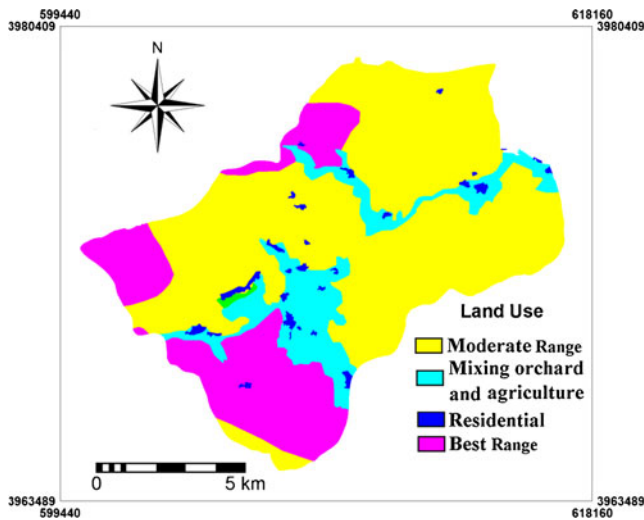 599440 618160
3980409 3980409
N
Land Use
Moderate Range
Mixing orchard
and agriculture
Residential
Best Range
0 5 km
3963489 3963489
599440 618160